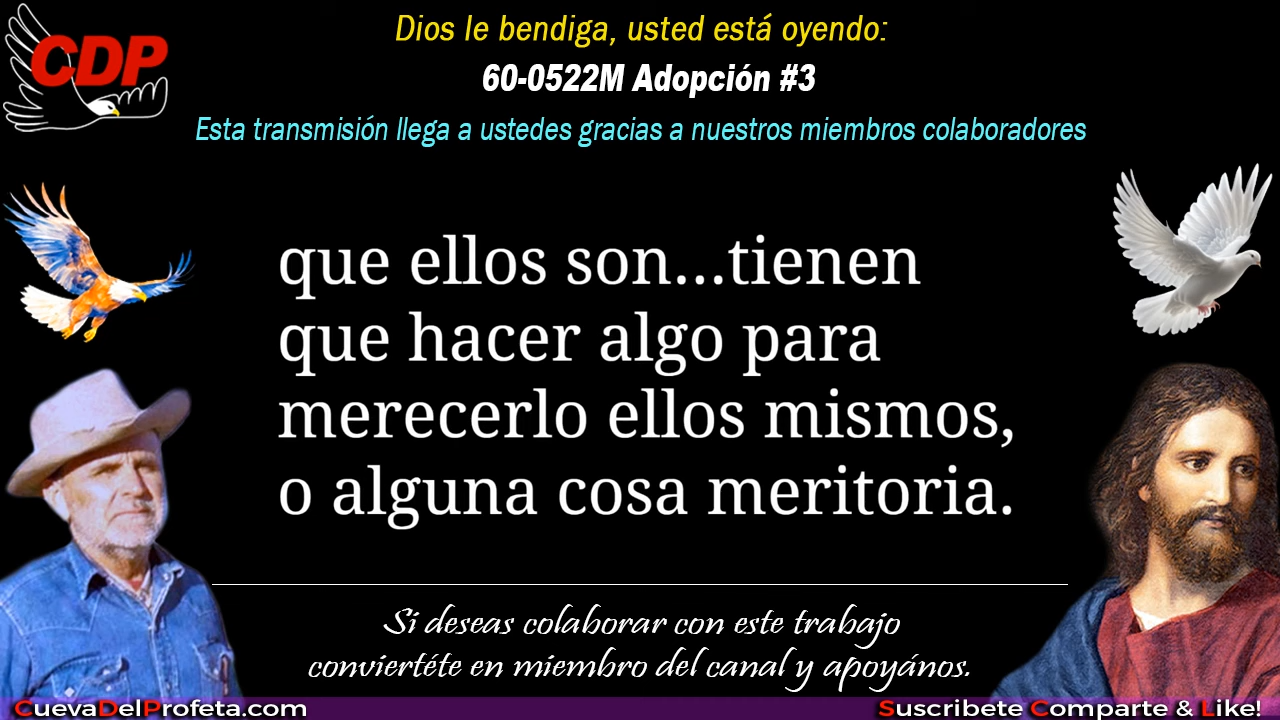 CDP
Dios le bendiga, usted está oyendo:
60-0522M Adopción #3
Esta transmisión llega a ustedes gracias a nuestros miembros colaboradores
que ellos son...tienen
que hacer algo para
merecerlo ellos mismos,
o alguna cosa meritoria.
Si deseas colaborar con este trabajo
conviertéte en miembro del canal y apoyános.
CuevaDelProfeta.com
Suscribete Comparte & Like!